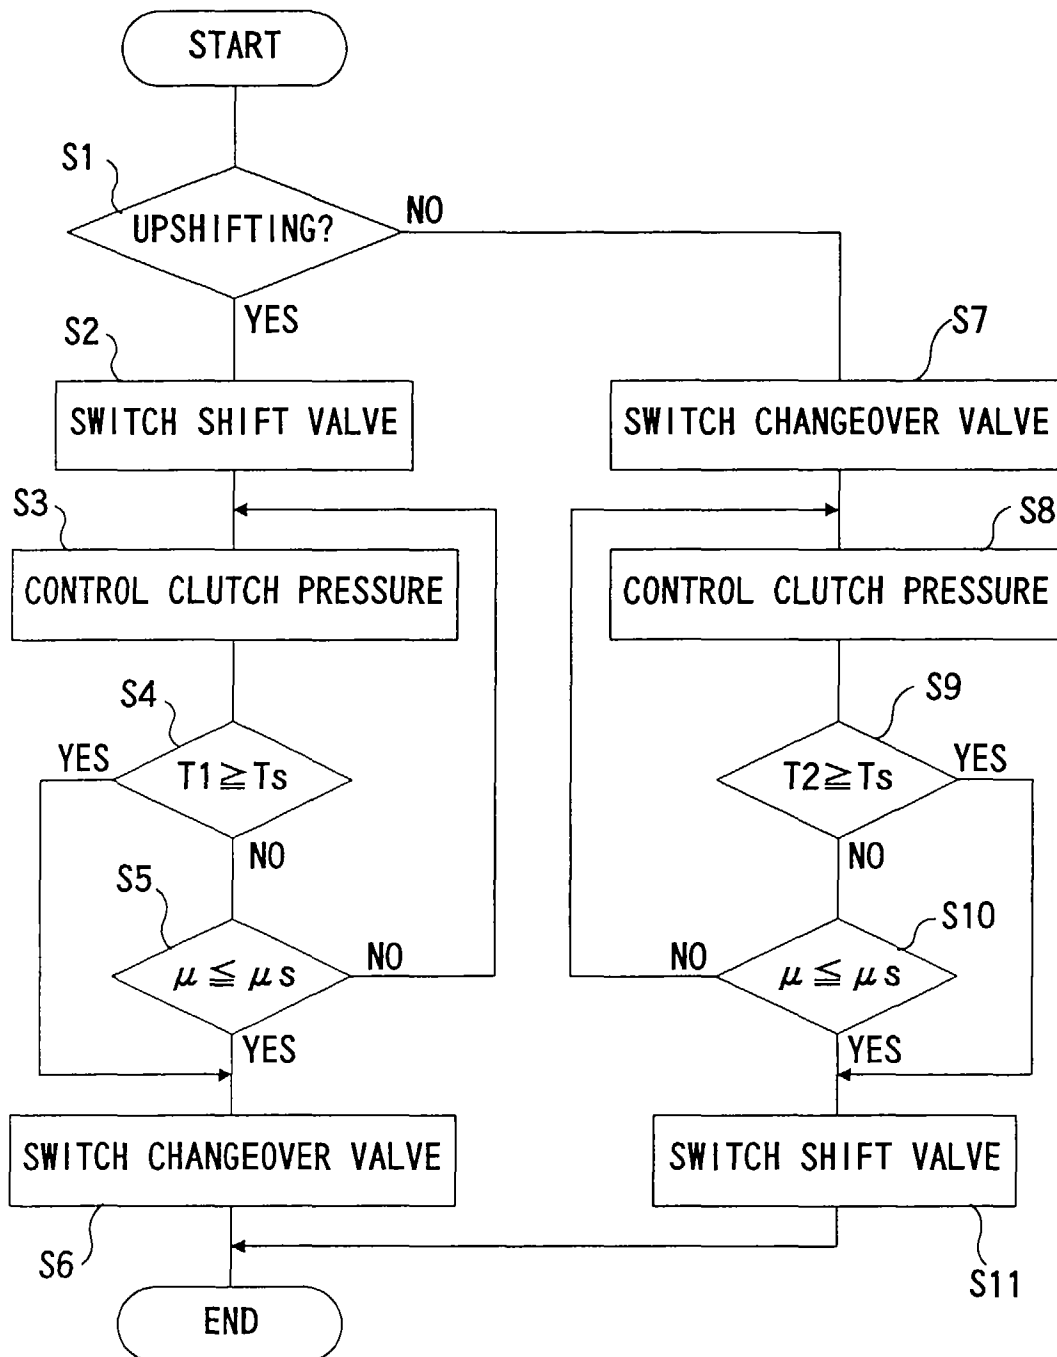 START
S1
UPSHIFTING?
NO
YES
S2
SWITCH SHIFT VALVE
S7
SWITCH CHANGEOVER VALVE
S3
CONTROL CLUTCH PRESSURE
S8
CONTROL CLUTCH PRESSURE
S4
YES
T1≧Ts
NO
S9
T2≧Ts
YES
NO
S5
μ≦μs
NO
YES
S10
NO
μ≦μs
YES
SWITCH CHANGEOVER VALVE
S6
SWITCH SHIFT VALVE
S11
END